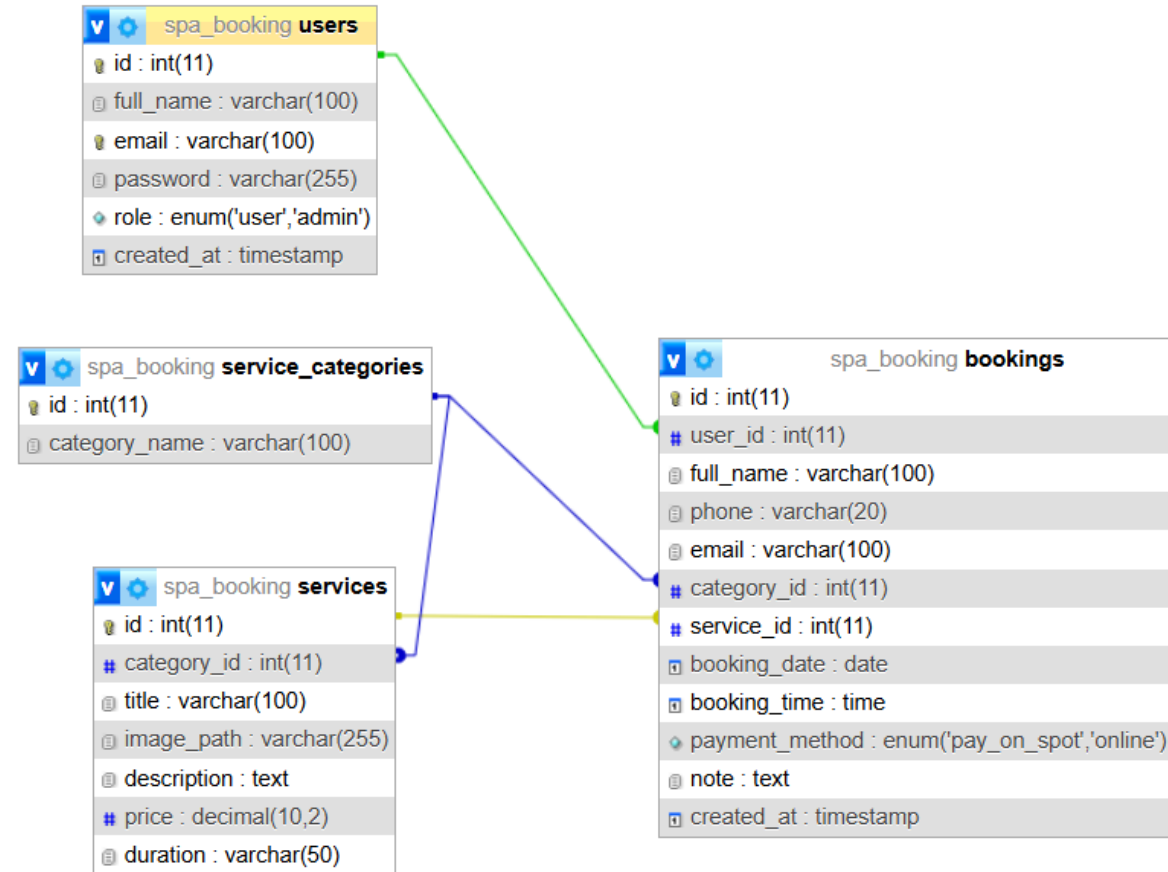 v spa_booking users
id : int(11)
full_name : varchar(100)
email : varchar(100)
password : varchar(255)
role : enum('user','admin')
created_at : timestamp
v spa_booking service_categories
id : int(11)
category_name : varchar(100)
v spa_booking services
id : int(11)
# category_id : int(11)
title : varchar(100)
image_path : varchar(255)
description : text
# price : decimal(10,2)
duration : varchar(50)
v spa_booking bookings
id : int(11)
# user_id : int(11)
full_name : varchar(100)
phone : varchar(20)
email : varchar(100)
# category_id : int(11)
# service_id : int(11)
booking_date : date
booking_time : time
payment_method : enum('pay_on_spot','online')
note : text
created_at : timestamp